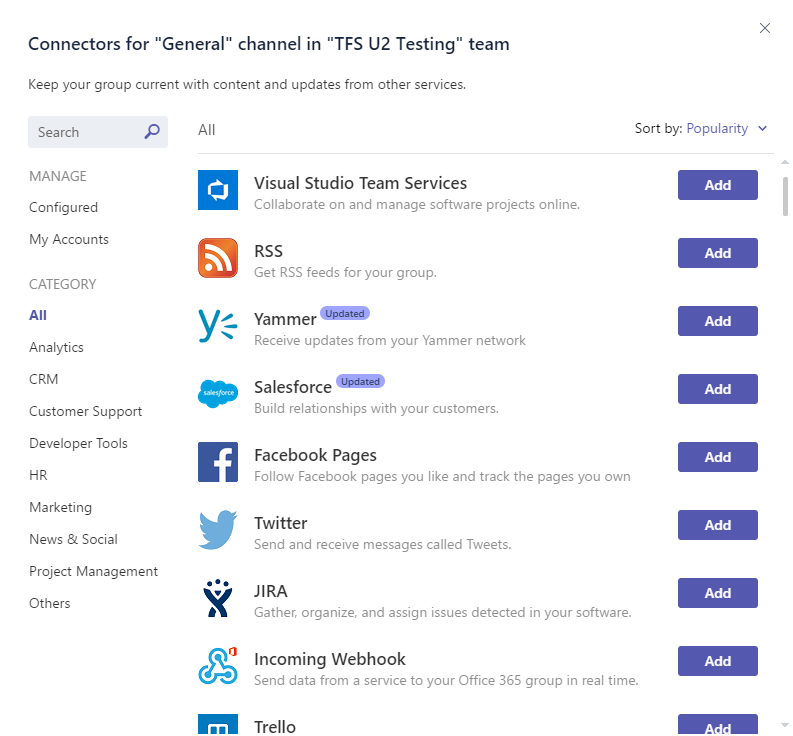 Connectors for "General" channel in "TFS U2 Testing" team
Keep your group current with content and updates from other services.
Search
All
Sort by: Popularity
MANAGE
Configured
My Accounts
CATEGORY
All
Analytics
CRM
Customer Support
Developer Tools
HR
Marketing
News & Social
Project Management
Others
Visual Studio Team Services
Collaborate on and manage software projects online.
Add
RSS
Get RSS feeds for your group.
Add
Yammer Updated
Receive updates from your Yammer network
Add
salesforce
Salesforce Updated
Build relationships with your customers.
Add
Facebook Pages
Follow Facebook pages you like and track the pages you own
Add
Twitter
Send and receive messages called Tweets.
Add
JIRA
Gather, organize, and assign issues detected in your software.
Add
Incoming Webhook
Send data from a service to your Office 365 group in real time.
Add
Trello
Add